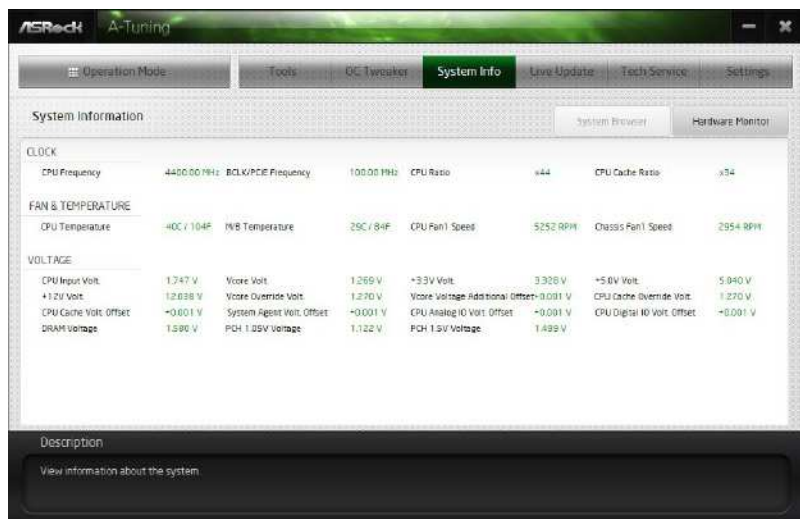 ASRock A-Tuning
Operation Mode Tools OC Tweaker System Info Live Update Tech Service Settings
System Information System Browser Hardware Monitor
CLOCK
CPU Frequency 4400.00 MHz BCLK/PCIE Frequency 100.00 MHz CPU Ratio x44 CPU Cache Ratio x34
FAN & TEMPERATURE
CPU Temperature 40C / 104F M/B Temperature 29C / 84F CPU Fan1 Speed 5252 RPM Chassis Fan1 Speed 2954 RPM
VOLTAGE
CPU Input Volt. 1.747 V Vcore Volt. 1.269 V +3.3V Volt. 3.328 V +5.0V Volt. 5.040 V
+12V Volt. 12.038 V Vcore Override Volt. 1.270 V Vcore Voltage Additional Offset +0.001 V CPU Cache Override Volt. 1.270 V
CPU Cache Volt. Offset +0.001 V System Agent Volt. Offset +0.001 V CPU Analog IO Volt. Offset +0.001 V CPU Digital IO Volt. Offset +0.001 V
DRAM Voltage 1.580 V PCH 1.05V Voltage 1.122 V PCH 1.5V Voltage 1.499 V
Description
View information about the system.